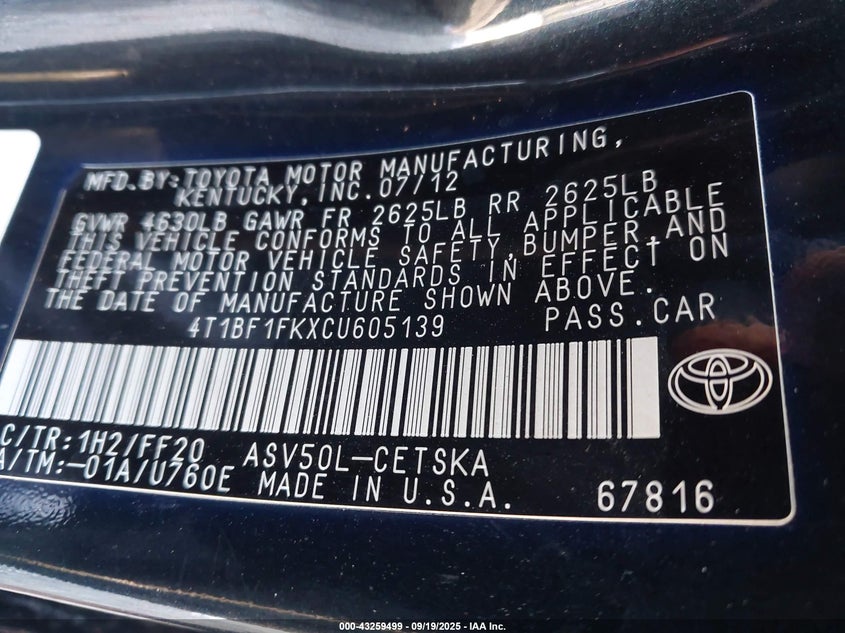 MFD.BY:TOYOTA MOTOR MANUFACTURING,
KENTUCKY,INC.07/12
GVWR 4630LB GAWR FR 2625LB RR 2625LB
THIS VEHICLE CONFORMS TO ALL APPLICABLE
FEDERAL MOTOR VEHICLE SAFETY,BUMPER,AND
THEFT PREVENTION STANDARDS IN EFFECT ON
THE DATE OF MANUFACTURE SHOWN ABOVE.
4T1BF1FKXCU605139 PASS.CAR
C/TR:1H2/FF20 ASV50L-CETSKA
A/TM:-01A/U760E MADE IN U.S.A. 67816
000-43259499 - 09/19/2025 - IAA Inc.